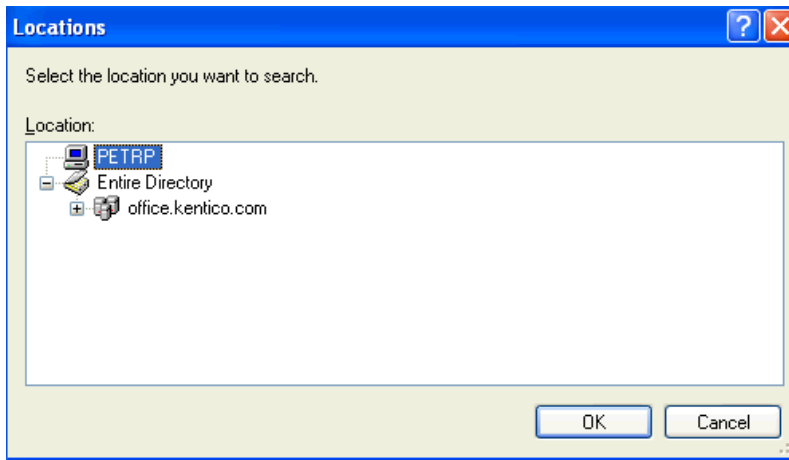 Locations
Select the location you want to search.
Location:
PETRP
Entire Directory
office.kentico.com
OK Cancel